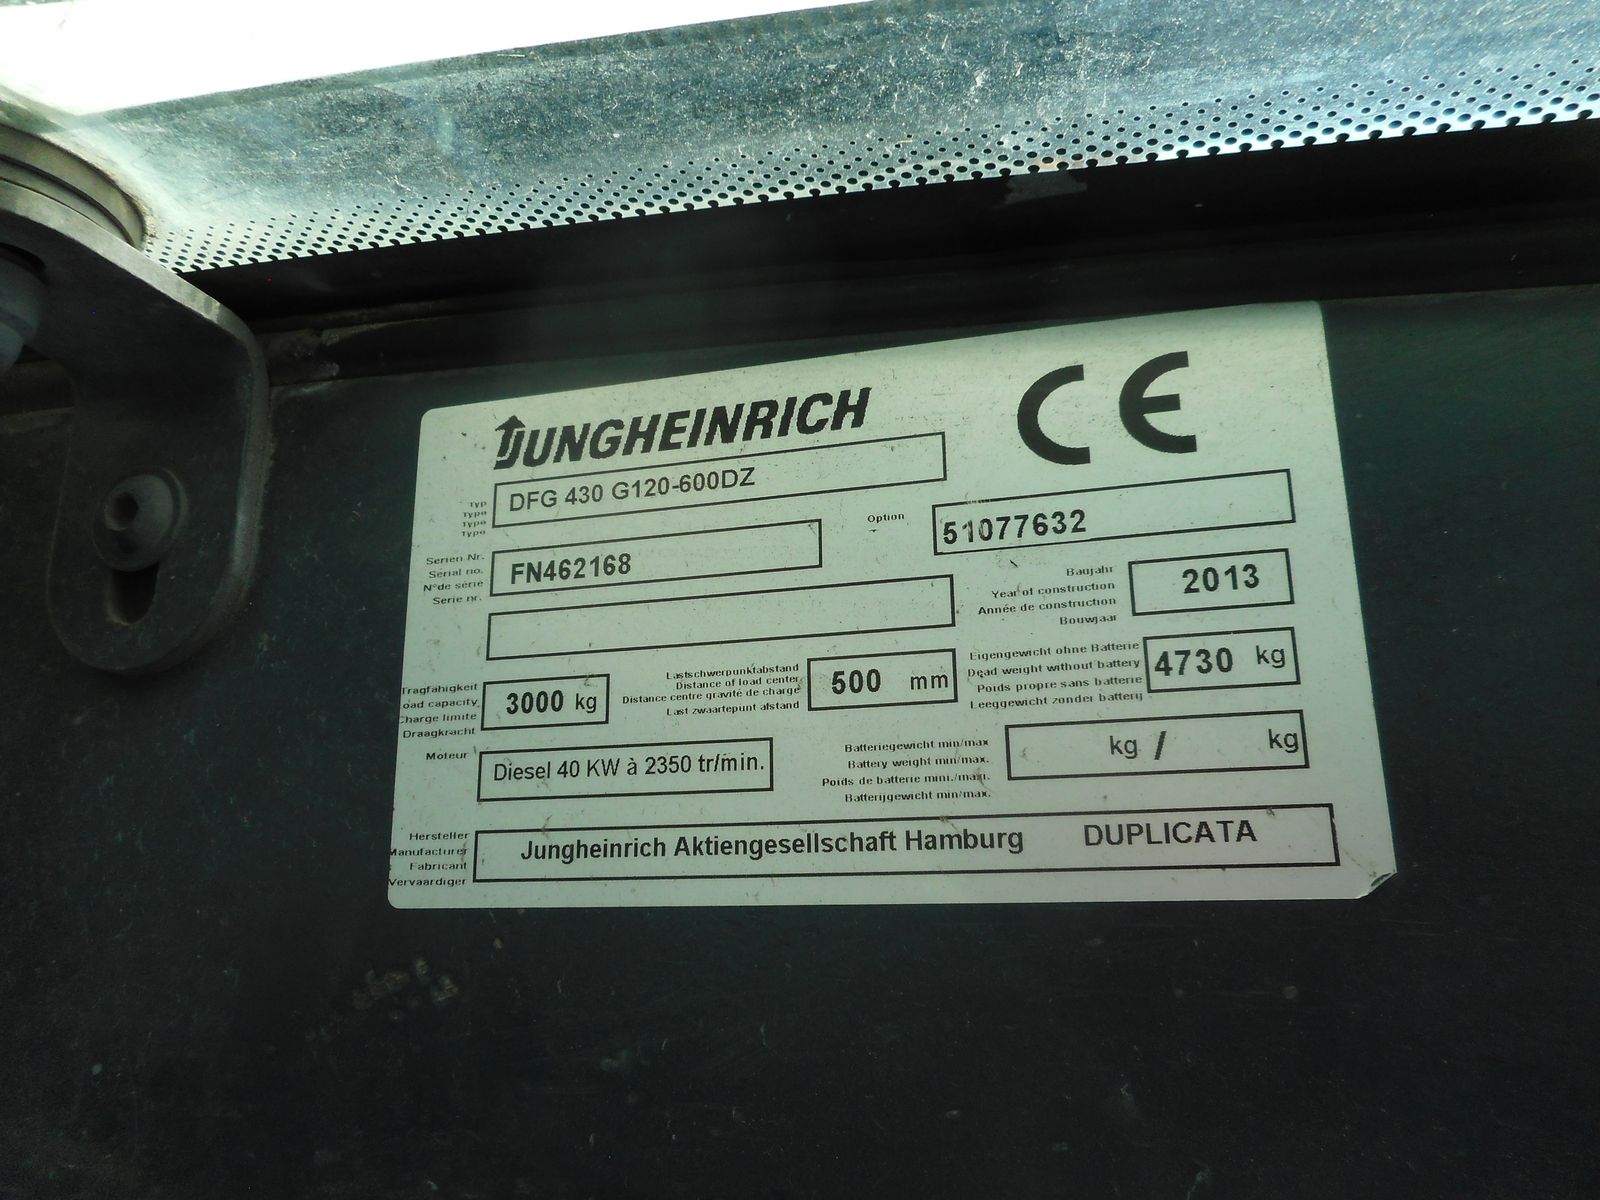 JUNGHEINRICH
CE
Typ
Type
Type
Type
DFG 430 G120-600DZ
Serien Nr.
Serial no.
N°de série
Serie nr.
FN462168
Option
51077632
Baujahr
Year of construction
Année de construction
Bouwjaar
2013
Tragfähigkeit
oad capacity
Charge limite
Draagkracht
3000 kg
Lastschwerpunktabstand
Distance of load center
Distance centre gravité de charge
Last zwaartepunt afstand
500 mm
Eigengewicht ohne Batterie
Dead weight without battery
Poids propre sans batterie
Leeggewicht zonder batterij
4730 kg
Moteur
Diesel 40 KW à 2350 tr/min.
Batteriegewicht min/max
Battery weight min/max.
Poids de batterie mini./maxi.
Batterijgewicht min/max.
kg / kg
Hersteller
Manufacturer
Fabricant
Vervaardiger
Jungheinrich Aktiengesellschaft Hamburg DUPLICATA